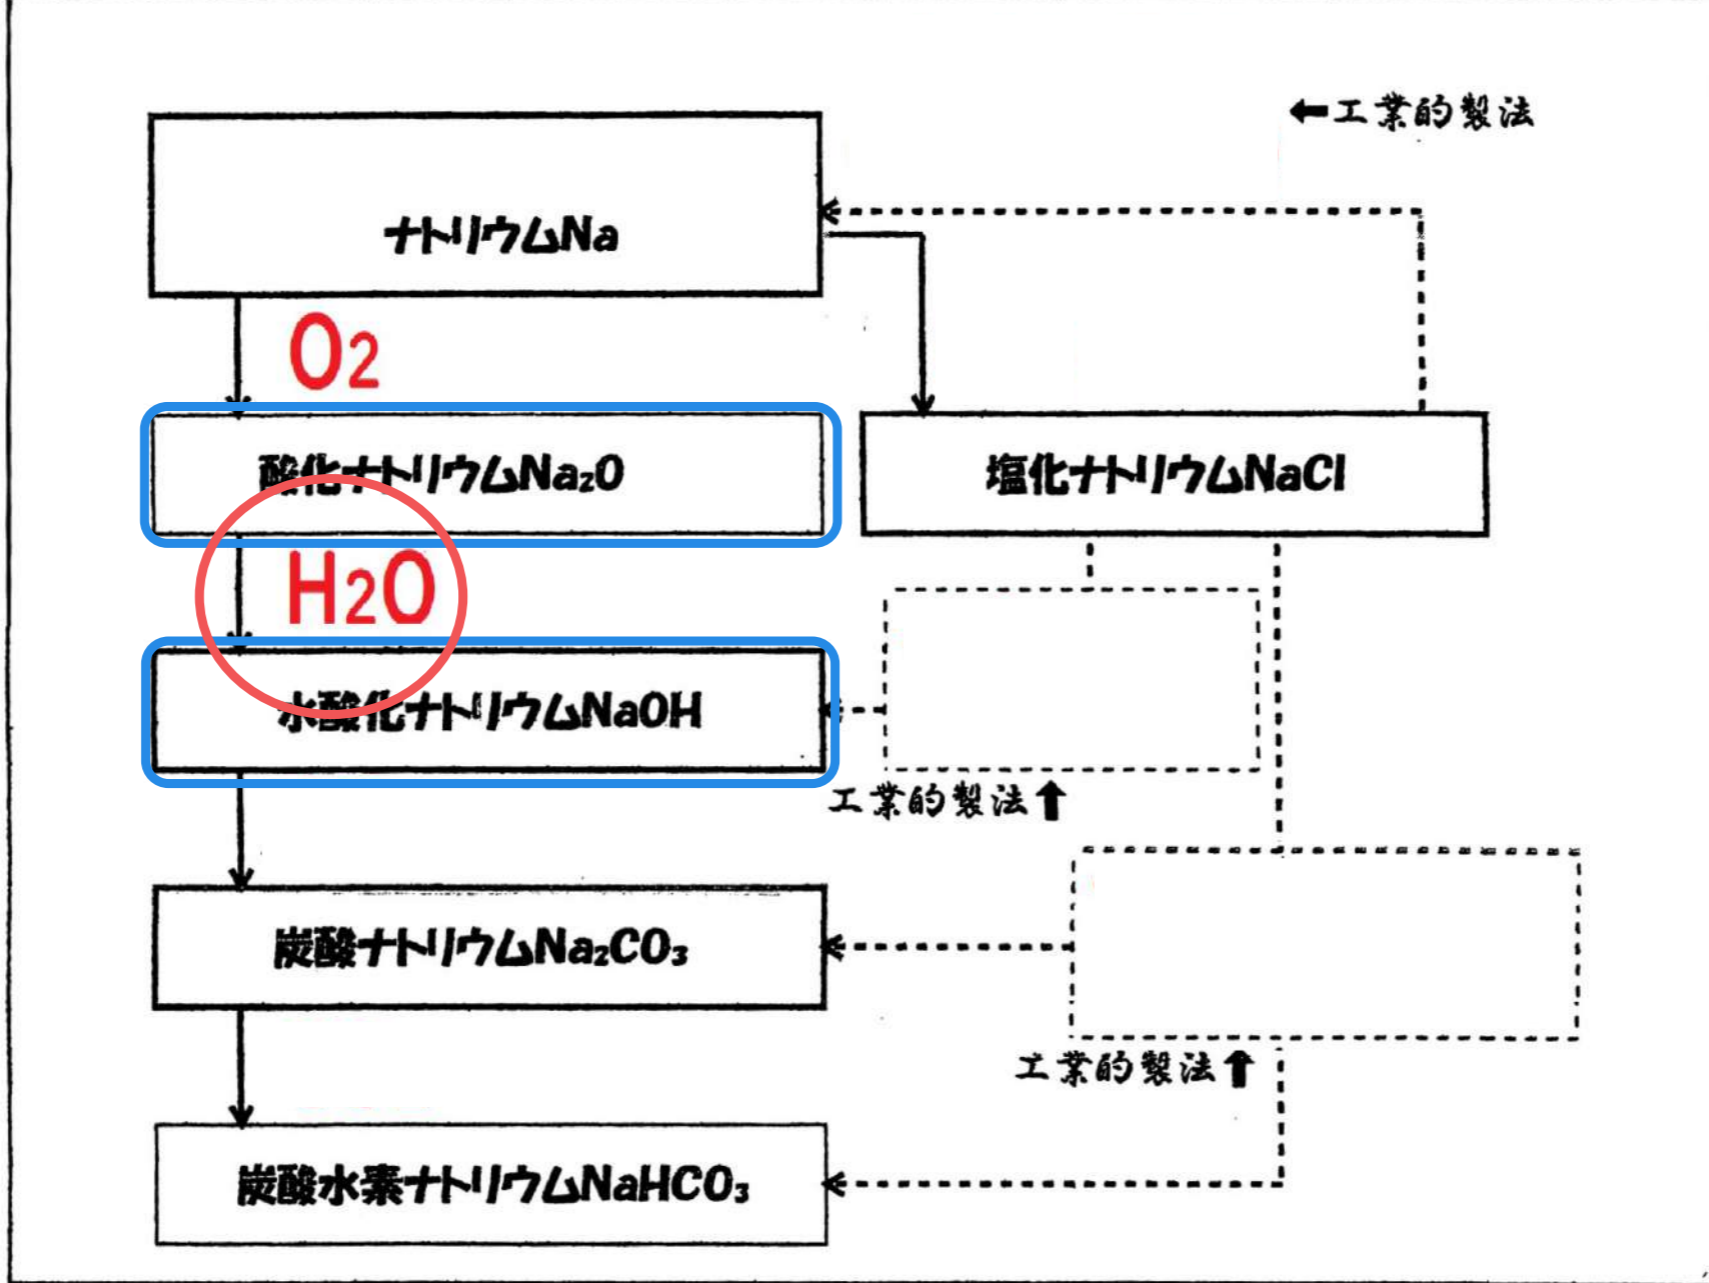 ←工業的製法
ナトリウムNa
O2
酸化ナトリウムNa₂O
塩化ナトリウムNaCl
H2O
水酸化ナトリウムNaOH
工業的製法↑
炭酸ナトリウムNa₂CO₃
工業的製法↑
炭酸水素ナトリウムNaHCO₃